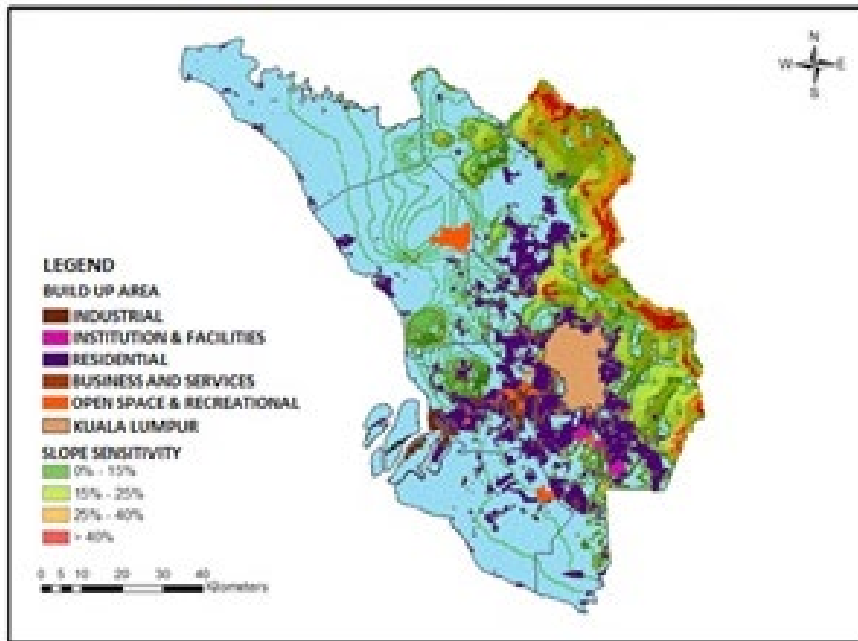 N
W E
S
LEGEND
BUILD UP AREA
INDUSTRIAL
INSTITUTION & FACILITIES
RESIDENTIAL
BUSINESS AND SERVICES
OPEN SPACE & RECREATIONAL
KUALA LUMPUR
SLOPE SENSITIVITY
0% - 15%
15% - 25%
25% - 40%
> 40%
0 5 10 20 30 40
Kilometers